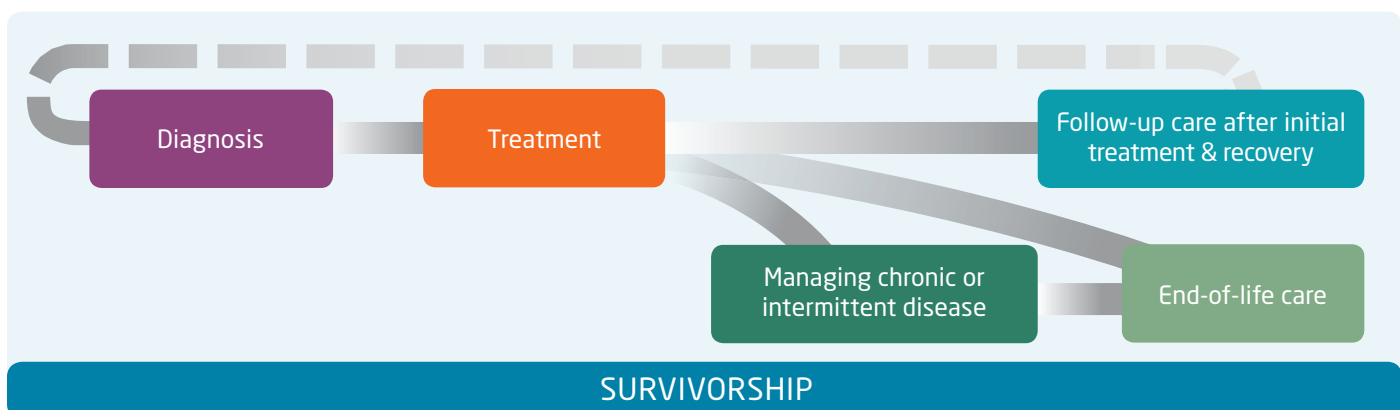 Diagnosis
Treatment
Follow-up care after initial
treatment & recovery
Managing chronic or
intermittent disease
End-of-life care
SURVIVORSHIP